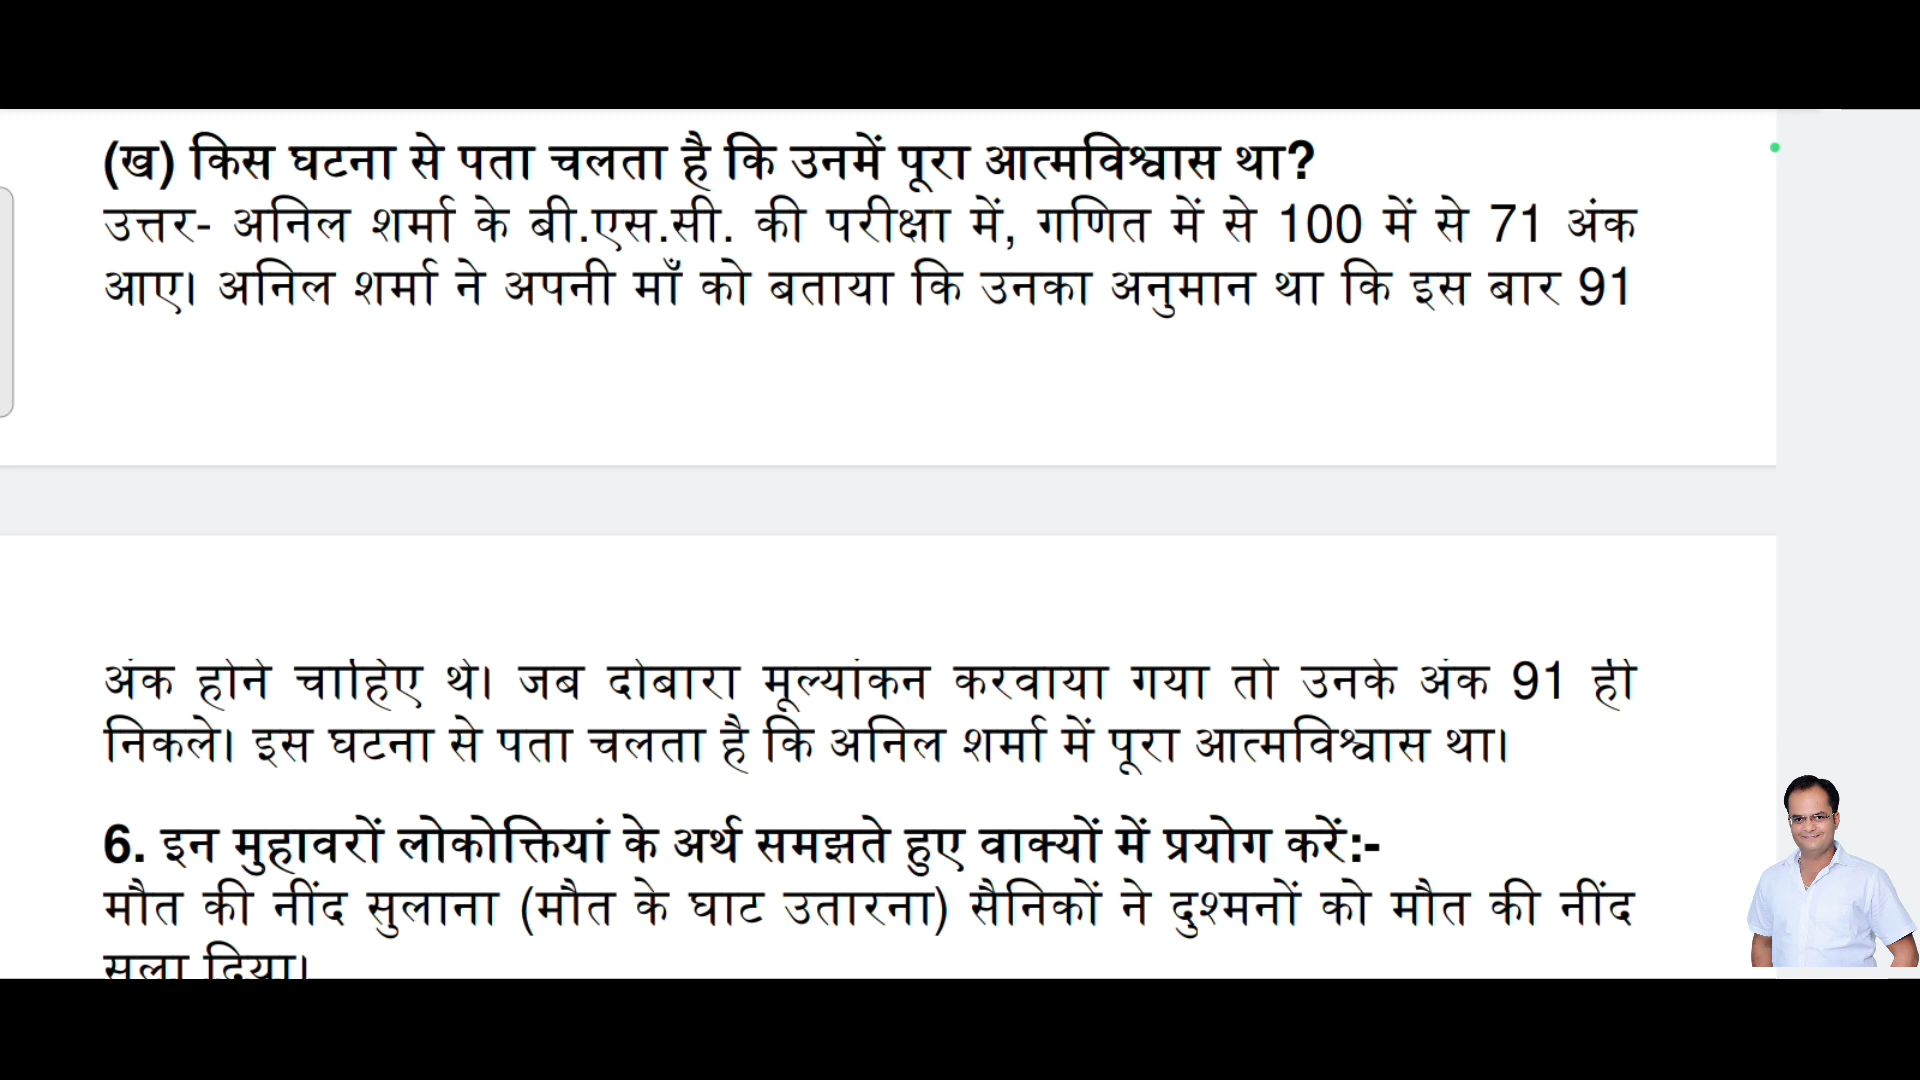 (ख) किस घटना से पता चलता है कि उनमें पूरा आत्मविश्वास था?
उत्तर- अनिल शर्मा के बी.एस.सी. की परीक्षा में, गणित में से 100 में से 71 अंक
आए। अनिल शर्मा ने अपनी माँ को बताया कि उनका अनुमान था कि इस बार 91
अंक होने चाहिए थे। जब दोबारा मूल्यांकन करवाया गया तो उनके अंक 91 ही
निकले। इस घटना से पता चलता है कि अनिल शर्मा में पूरा आत्मविश्वास था।
6. इन मुहावरों लोकोक्तियां के अर्थ समझते हुए वाक्यों में प्रयोग करें:-
मौत की नींद सुलाना (मौत के घाट उतारना) सैनिकों ने दुश्मनों को मौत की नींद
सुला दिया।